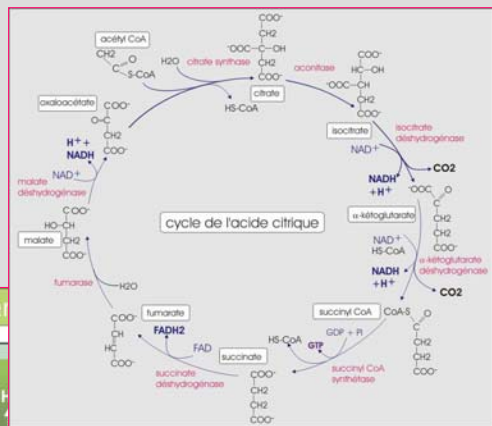 acétyl CoA
CH2
C
O
S-CoA
H2O
citrate synthase
HS-CoA
COO-
CH2
-OOC-C-OH
CH2
COO-
citrate
aconitase
COO-
HC-OH
-OOC-CH
CH2
COO-
isocitrate
isocitrate
déshydrogénase
NAD+
NADH
+H+
CO2
-OOC
O
C
CH2
CH2
COO-
α-kétoglutarate
NAD+
HS-CoA
α-kétoglutarate
déshydrogénase
NADH
+H+
CO2
succinyl CoA
CoA-S
O
C
CH2
CH2
COO-
GDP + Pi
GTP
HS-CoA
succinyl CoA
synthétase
succinate
COO-
CH2
CH2
COO-
FAD
FADH2
succinate
déshydrogénase
fumarate
COO-
CH
HC
COO-
H2O
fumarase
malate
COO-
HO-CH
CH2
COO-
malate
déshydrogénase
NAD+
H+ +
NADH
oxaloacétate
COO-
O=C
CH2
COO-
cycle de l'acide citrique